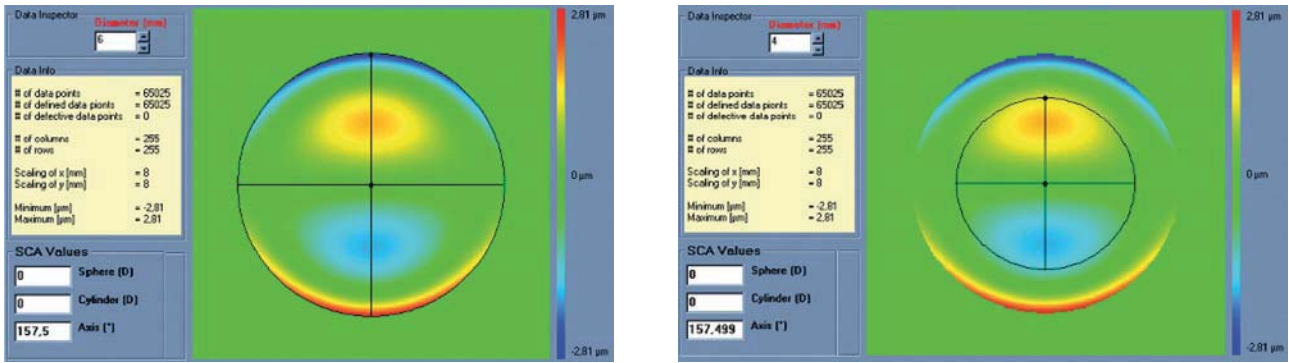 Data Inspector
Diameter (mm)
6
Data Info
# of data points = 65025
# of defined data pionts = 65025
# of defective data points = 0
# of columns = 255
# of rows = 255
Scaling of x [mm] = 8
Scaling of y [mm] = 8
Minimum [µm] = -2.81
Maximum [µm] = 2.81
SCA Values
0 Sphere (D)
0 Cylinder (D)
157,5 Axis (°)
2,81 µm
0 µm
-2,81 µm
Data Inspector
Diameter (mm)
4
Data Info
# of data points = 65025
# of defined data pionts = 65025
# of defective data points = 0
# of columns = 255
# of rows = 255
Scaling of x [mm] = 8
Scaling of y [mm] = 8
Minimum [µm] = -2.81
Maximum [µm] = 2.81
SCA Values
0 Sphere (D)
0 Cylinder (D)
157,499 Axis (°)
2,81 µm
0 µm
-2,81 µm